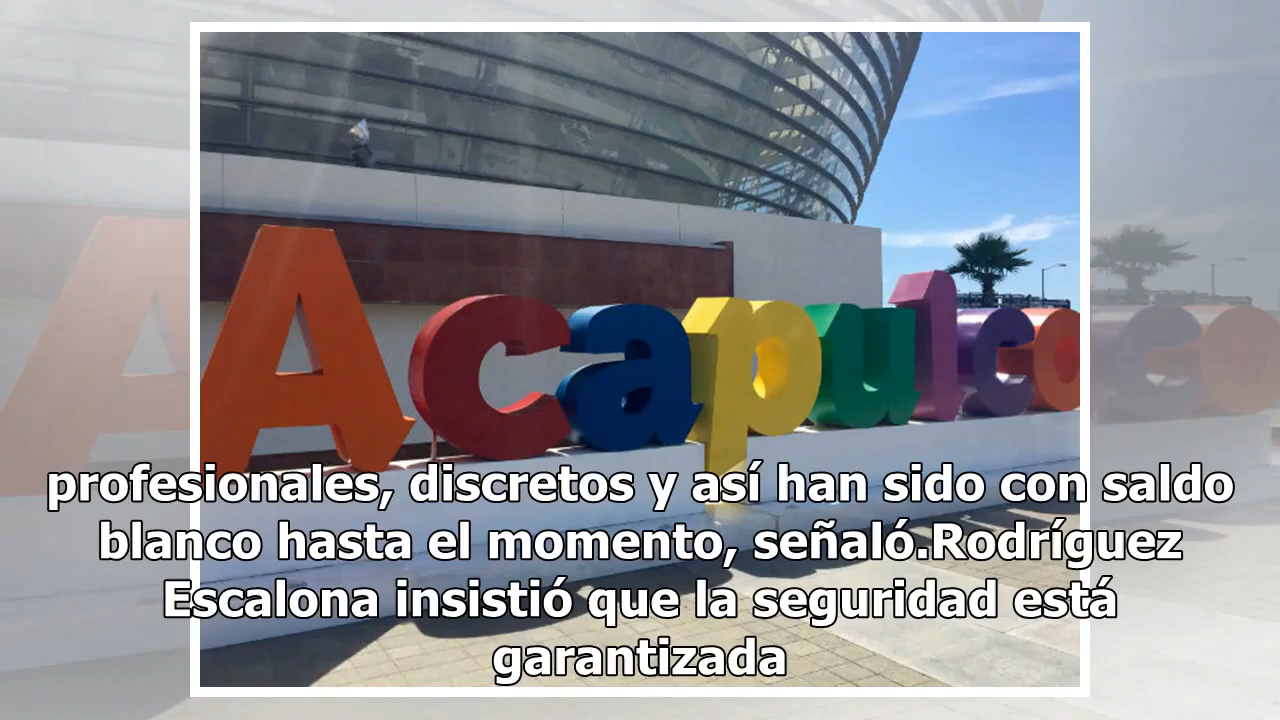 Acapulco
profesionales, discretos y así han sido con saldo
blanco hasta el momento, señaló.Rodríguez
Escalona insistió que la seguridad está
garantizada